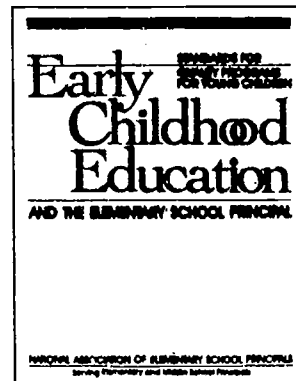 STANDARDS FOR
QUALITY PROGRAMS
FOR YOUNG CHILDREN
Early
Childhood
Education
AND THE ELEMENTARY SCHOOL PRINCIPAL
NATIONAL ASSOCIATION OF ELEMENTARY SCHOOL PRINCIPALS
Serving Elementary and Middle School Principals